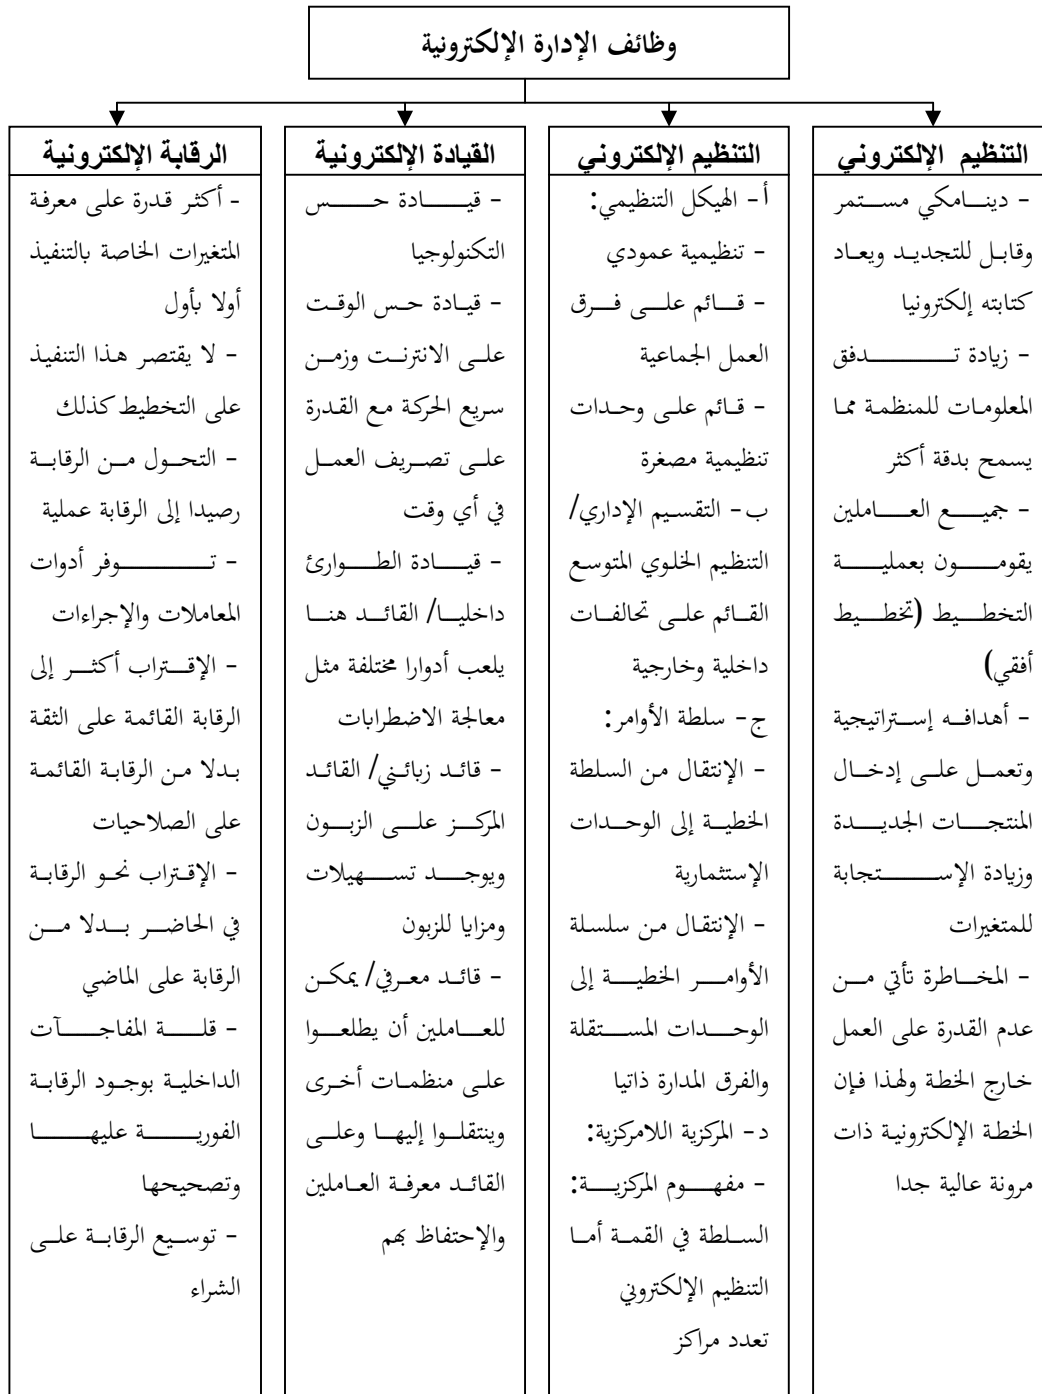 وظائف الإدارة الإلكترونية
التنظيم الإلكتروني
- دينامكي مستمر
وقابل للتجديد ويعاد
كتابته إلكترونيا
- زيادة تدفق
المعلومات للمنظمة مما
يسمح بدقة أكثر
- جميع العاملين
يقومون بعملية
التخطيط (تخطيط
أفقي)
- أهدافه إستراتيجية
وتعمل على إدخال
المنتجات الجديدة
وزيادة الإستجابة
للمتغيرات
- المخاطرة تأتي من
عدم القدرة على العمل
خارج الخطة ولهذا فإن
الخطة الإلكترونية ذات
مرونة عالية جدا
التنظيم الإلكتروني
أ- الهيكل التنظيمي:
- تنظيمية عمودي
- قائم على فرق
العمل الجماعية
- قائم على وحدات
تنظيمية مصغرة
ب- التقسيم الإداري/
التنظيم الخلوي المتوسع
القائم على تحالفات
داخلية وخارجية
ج- سلطة الأوامر:
- الإنتقال من السلطة
الخطية إلى الوحدات
الإستثمارية
- الإنتقال من سلسلة
الأوامر الخطية إلى
الوحدات المستقلة
والفرق المدارة ذاتيا
د- المركزية اللامركزية:
- مفهوم المركزية:
السلطة في القمة أما
التنظيم الإلكتروني
تعدد مراكز
القيادة الإلكترونية
- قيادة حس
التكنولوجيا
- قيادة حس الوقت
على الانترنت وزمن
سريع الحركة مع القدرة
على تصريف العمل
في أي وقت
- قيادة الطوارئ
داخليا/ القائد هنا
يلعب أدوارا مختلفة مثل
معالجة الاضطرابات
- قائد زبائني/ القائد
المركز على الزبون
ويوجد تسهيلات
ومزايا للزبون
- قائد معرفي/ يمكن
للعاملين أن يطلعوا
على منظمات أخرى
وينتقلوا إليها وعلى
القائد معرفة العاملين
والإحتفاظ بهم
الرقابة الإلكترونية
- أكثر قدرة على معرفة
المتغيرات الخاصة بالتنفيذ
أولا بأول
- لا يقتصر هذا التنفيذ
على التخطيط كذلك
- التحول من الرقابة
رصيدا إلى الرقابة عملية
- توفر أدوات
المعاملات والإجراءات
- الإقتراب أكثر إلى
الرقابة القائمة على الثقة
بدلا من الرقابة القائمة
على الصلاحيات
- الإقتراب نحو الرقابة
في الحاضر بدلا من
الرقابة على الماضي
- قلة المفاجآت
الداخلية بوجود الرقابة
الفورية عليها
وتصحيحها
- توسيع الرقابة على
الشراء